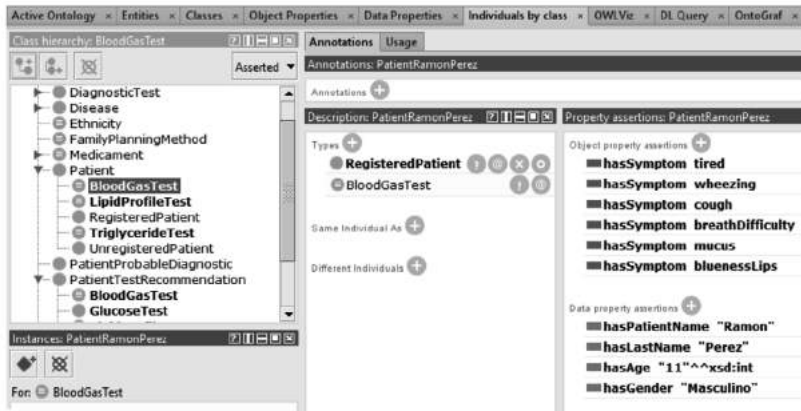 Active Ontology × Entities × Classes × Object Properties × Data Properties × Individuals by class × OWLViz × DL Query × OntoGraf ×
Class hierarchy: BloodGasTest
Asserted
DiagnosticTest
Disease
Ethnicity
FamilyPlanningMethod
Medicament
Patient
BloodGasTest
LipidProfileTest
RegisteredPatient
TriglycerideTest
UnregisteredPatient
PatientProbableDiagnostic
PatientTestRecommendation
BloodGasTest
GlucoseTest
Instances: PatientRamonPerez
For: BloodGasTest
Annotations Usage
Annotations: PatientRamonPerez
Annotations
Description: PatientRamonPerez
Types
RegisteredPatient
BloodGasTest
Same Individual As
Different Individuals
Property assertions: PatientRamonPerez
Object property assertions
hasSymptom tired
hasSymptom wheezing
hasSymptom cough
hasSymptom breathDifficulty
hasSymptom mucus
hasSymptom bluenessLips
Data property assertions
hasPatientName "Ramon"
hasLastName "Perez"
hasAge "11"^^xsd:int
hasGender "Masculino"